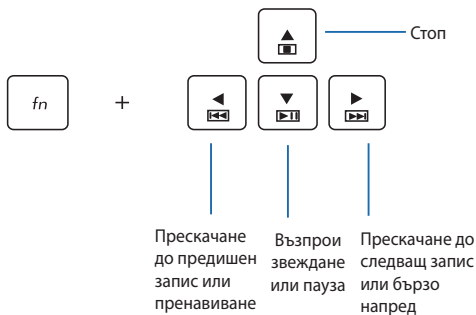 Стоп
fn
+
Прескачане
до предишен
запис или
пренавиване
Възпрои
звеждане
или пауза
Прескачане до
следващ запис
или бързо
напред